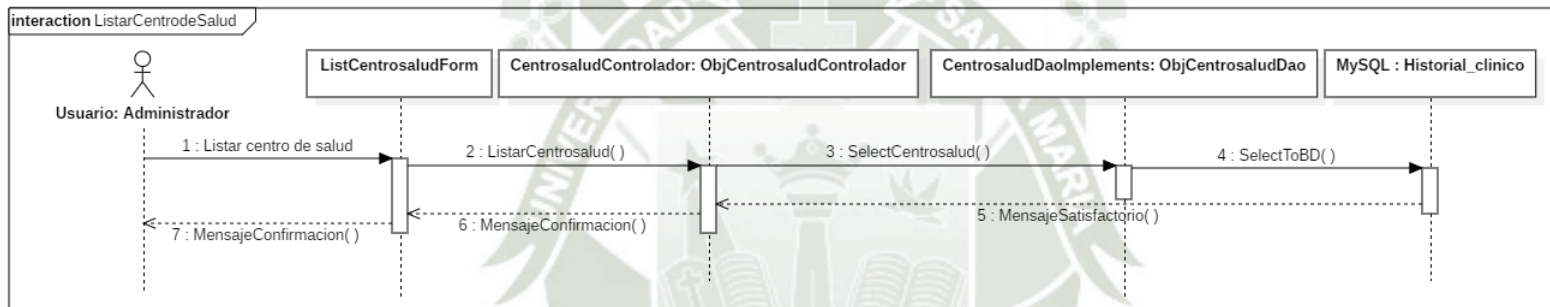 interaction ListarCentrodeSalud
Usuario: Administrador
ListCentrosaludForm
CentrosaludControlador: ObjCentrosaludControlador
CentrosaludDaoImplements: ObjCentrosaludDao
MySQL : Historial_clinico
1 : Listar centro de salud
2 : ListarCentrosalud( )
3 : SelectCentrosalud( )
4 : SelectToBD( )
5 : MensajeSatisfactorio( )
6 : MensajeConfirmacion( )
7 : MensajeConfirmacion( )